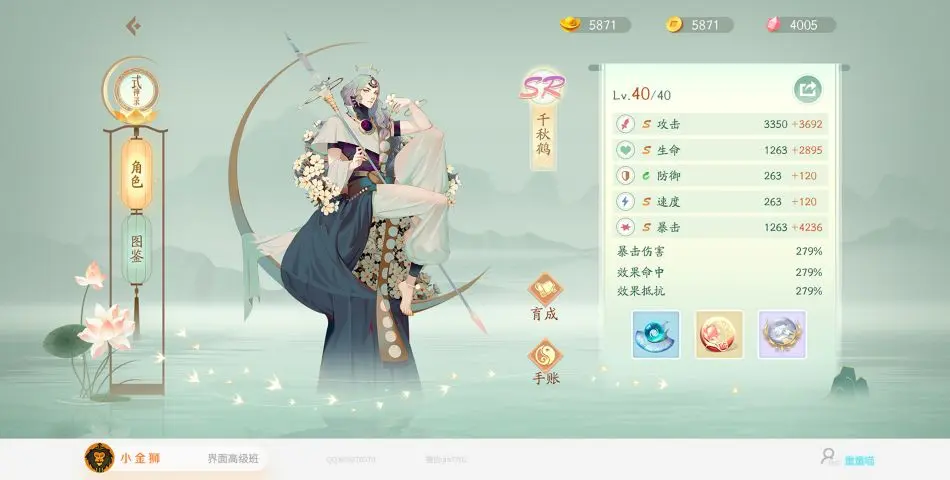 5871
5871
4005
式神录
角色
图鉴
SR
千秋鹤
育成
手账
Lv.40/40
S 攻击 3350 +3692
S 生命 1263 +2895
防御 263 +120
S 速度 263 +120
S 暴击 1263 +4236
暴击伤害 279%
效果命中 279%
效果抵抗 279%
小金狮
界面高级班